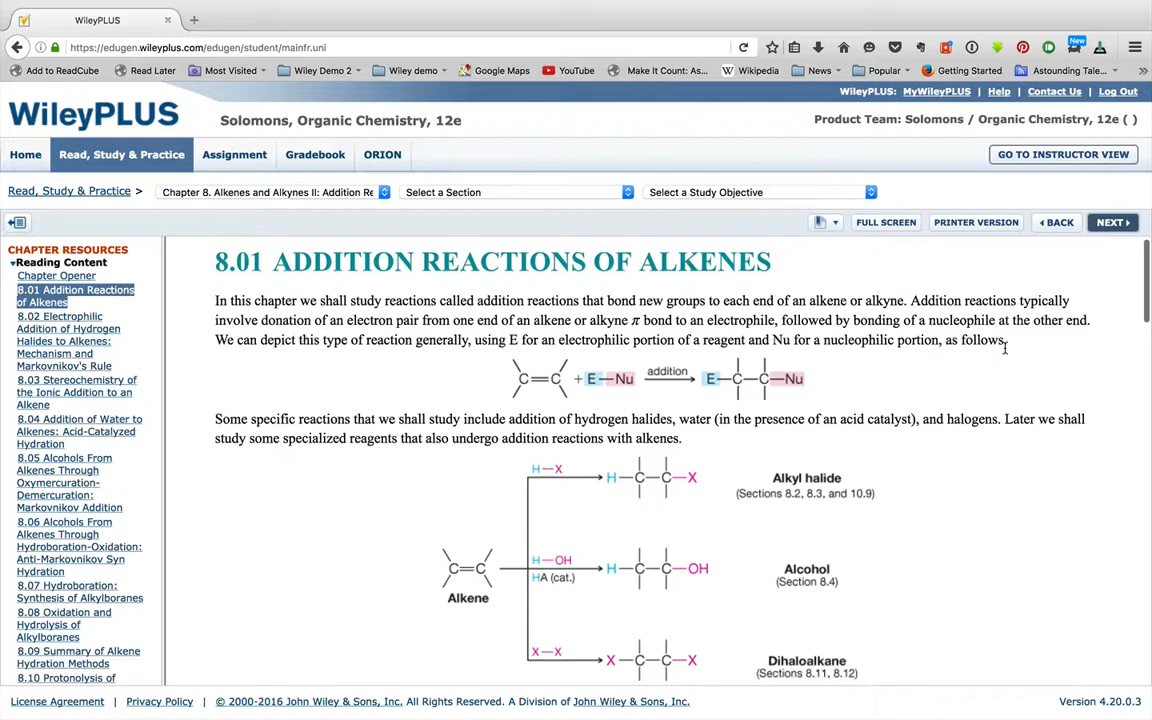 WileyPLUS
https://edugen.wileyplus.com/edugen/student/mainfr.uni
New
Add to ReadCube Read Later Most Visited Wiley Demo 2 Wiley demo Google Maps YouTube Make It Count: As... Wikipedia News Popular Getting Started Astounding Tale...
WileyPLUS: MyWileyPLUS | Help | Contact Us | Log Out
WileyPLUS Solomons, Organic Chemistry, 12e
Product Team: Solomons / Organic Chemistry, 12e ( )
Home Read, Study & Practice Assignment Gradebook ORION GO TO INSTRUCTOR VIEW
Read, Study & Practice > Chapter 8. Alkenes and Alkynes II: Addition Re Select a Section Select a Study Objective
FULL SCREEN PRINTER VERSION BACK NEXT
CHAPTER RESOURCES
Reading Content
Chapter Opener
8.01 Addition Reactions
of Alkenes
8.02 Electrophilic
Addition of Hydrogen
Halides to Alkenes:
Mechanism and
Markovnikov's Rule
8.03 Stereochemistry of
the Ionic Addition to an
Alkene
8.04 Addition of Water to
Alkenes: Acid-Catalyzed
Hydration
8.05 Alcohols From
Alkenes Through
Oxymercuration-
Demercuration:
Markovnikov Addition
8.06 Alcohols From
Alkenes Through
Hydroboration-Oxidation:
Anti-Markovnikov Syn
Hydration
8.07 Hydroboration:
Synthesis of Alkylboranes
8.08 Oxidation and
Hydrolysis of
Alkylboranes
8.09 Summary of Alkene
Hydration Methods
8.10 Protonolysis of
8.01 ADDITION REACTIONS OF ALKENES
In this chapter we shall study reactions called addition reactions that bond new groups to each end of an alkene or alkyne. Addition reactions typically
involve donation of an electron pair from one end of an alkene or alkyne π bond to an electrophile, followed by bonding of a nucleophile at the other end.
We can depict this type of reaction generally, using E for an electrophilic portion of a reagent and Nu for a nucleophilic portion, as follows.
C=C + E—Nu addition E—C—C—Nu
Some specific reactions that we shall study include addition of hydrogen halides, water (in the presence of an acid catalyst), and halogens. Later we shall
study some specialized reagents that also undergo addition reactions with alkenes.
H—X H—C—C—X Alkyl halide
(Sections 8.2, 8.3, and 10.9)
C=C H—OH H—C—C—OH Alcohol
HA (cat.) (Section 8.4)
Alkene
X—X X—C—C—X Dihaloalkane
(Sections 8.11, 8.12)
License Agreement | Privacy Policy | © 2000-2016 John Wiley & Sons, Inc. A Division of John Wiley & Sons, Inc. Version 4.20.0.3